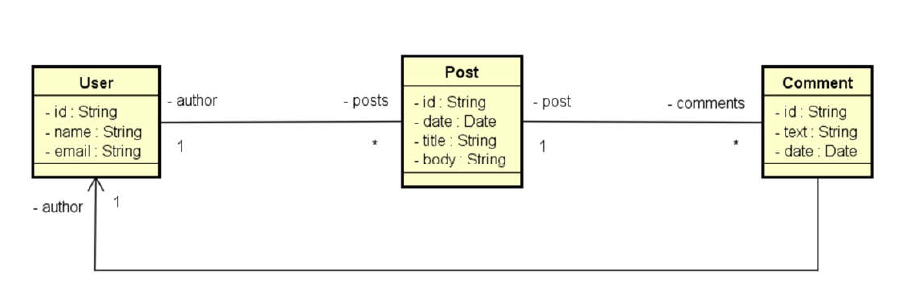 User
- id : String
- name : String
- email : String
- author
1
- posts
*
Post
- id : String
- date : Date
- title : String
- body : String
- post
1
- comments
*
Comment
- id : String
- text : String
- date : Date
- author
1